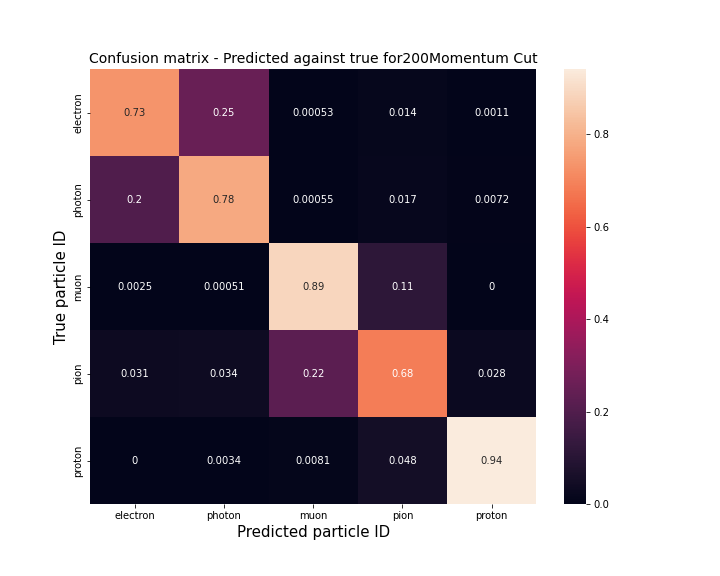 Confusion matrix - Predicted against true for200Momentum Cut
True particle ID
electron
0.73 0.25 0.00053 0.014 0.0011
photon
0.2 0.78 0.00055 0.017 0.0072
muon
0.0025 0.00051 0.89 0.11 0
pion
0.031 0.034 0.22 0.68 0.028
proton
0 0.0034 0.0081 0.048 0.94
electron photon muon pion proton
Predicted particle ID
0.8
0.6
0.4
0.2
0.0